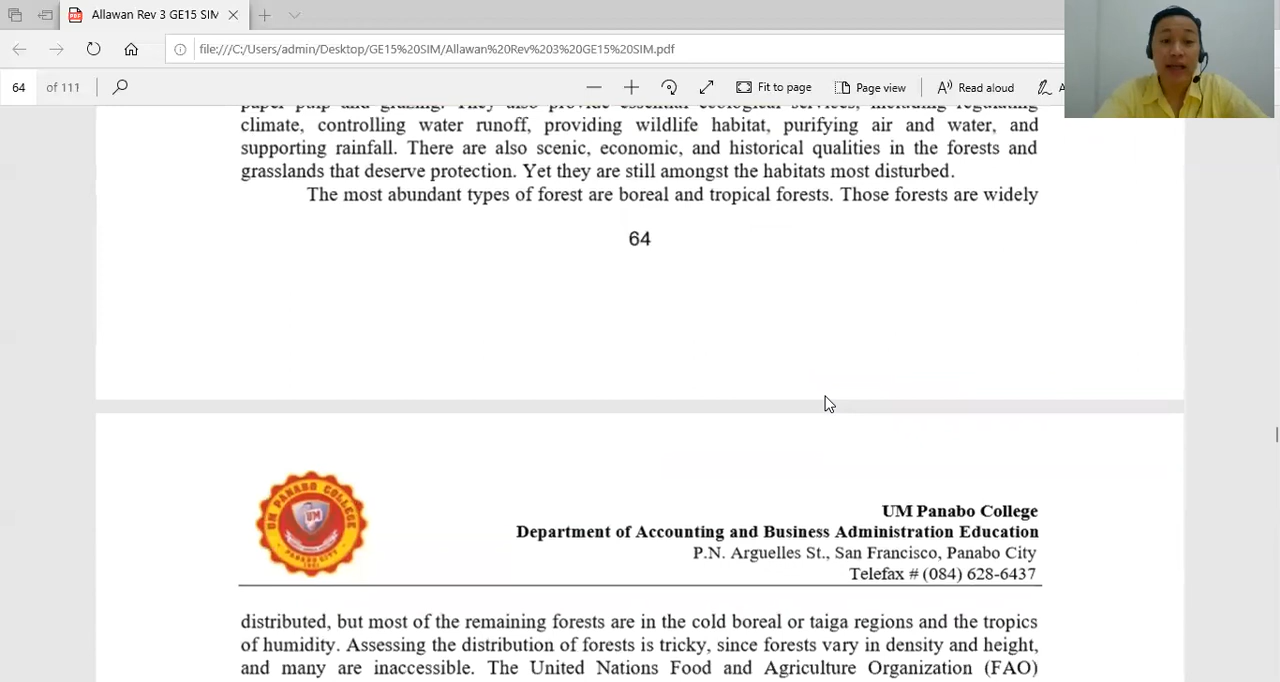 Allawan Rev 3 GE15 SIM
file:///C:/Users/admin/Desktop/GE15%20SIM/Allawan%20Rev%203%20GE15%20SIM.pdf
64 of 111 Fit to page Page view Read aloud
paper pulp and grazing. They also provide essential ecological services, including regulating
climate, controlling water runoff, providing wildlife habitat, purifying air and water, and
supporting rainfall. There are also scenic, economic, and historical qualities in the forests and
grasslands that deserve protection. Yet they are still amongst the habitats most disturbed.
The most abundant types of forest are boreal and tropical forests. Those forests are widely
64
UM PANABO COLLEGE
UM
PANABO CITY
UM Panabo College
Department of Accounting and Business Administration Education
P.N. Arguelles St., San Francisco, Panabo City
Telefax # (084) 628-6437
distributed, but most of the remaining forests are in the cold boreal or taiga regions and the tropics
of humidity. Assessing the distribution of forests is tricky, since forests vary in density and height,
and many are inaccessible. The United Nations Food and Agriculture Organization (FAO)